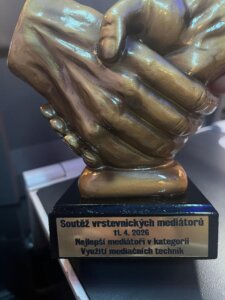 Soutěž vrstevnických mediátorů
11. 4. 2026
Nejlepší mediátoři v kategorii
Využití mediačních technik